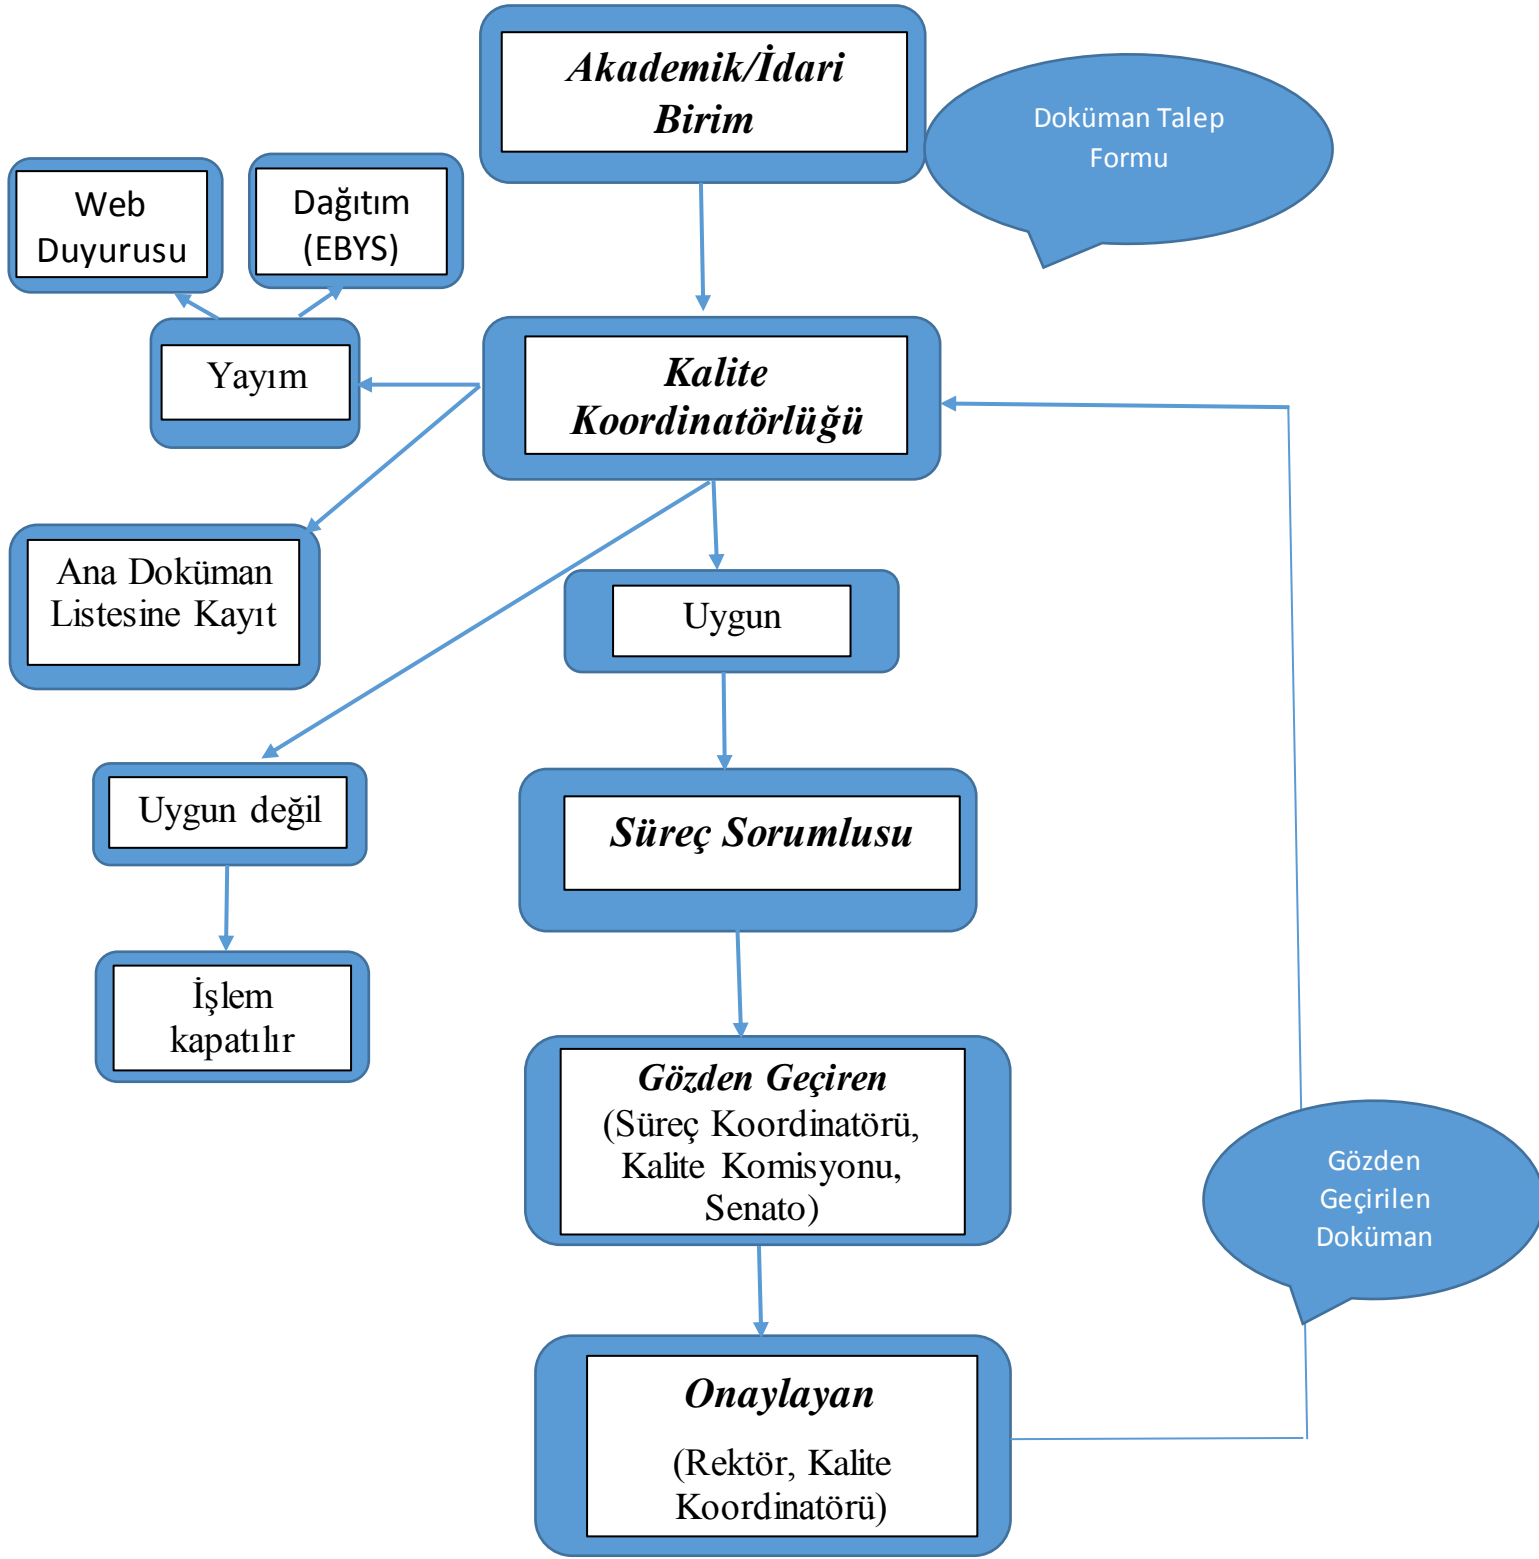 Akademik/İdari
Birim
Doküman Talep
Formu
Web
Duyurusu
Dağıtım
(EBYS)
Yayım
Kalite
Koordinatörlüğü
Ana Doküman
Listesine Kayıt
Uygun
Uygun değil
Süreç Sorumlusu
İşlem
kapatılır
Gözden Geçiren
(Süreç Koordinatörü,
Kalite Komisyonu,
Senato)
Gözden
Geçirilen
Doküman
Onaylayan
(Rektör, Kalite
Koordinatörü)